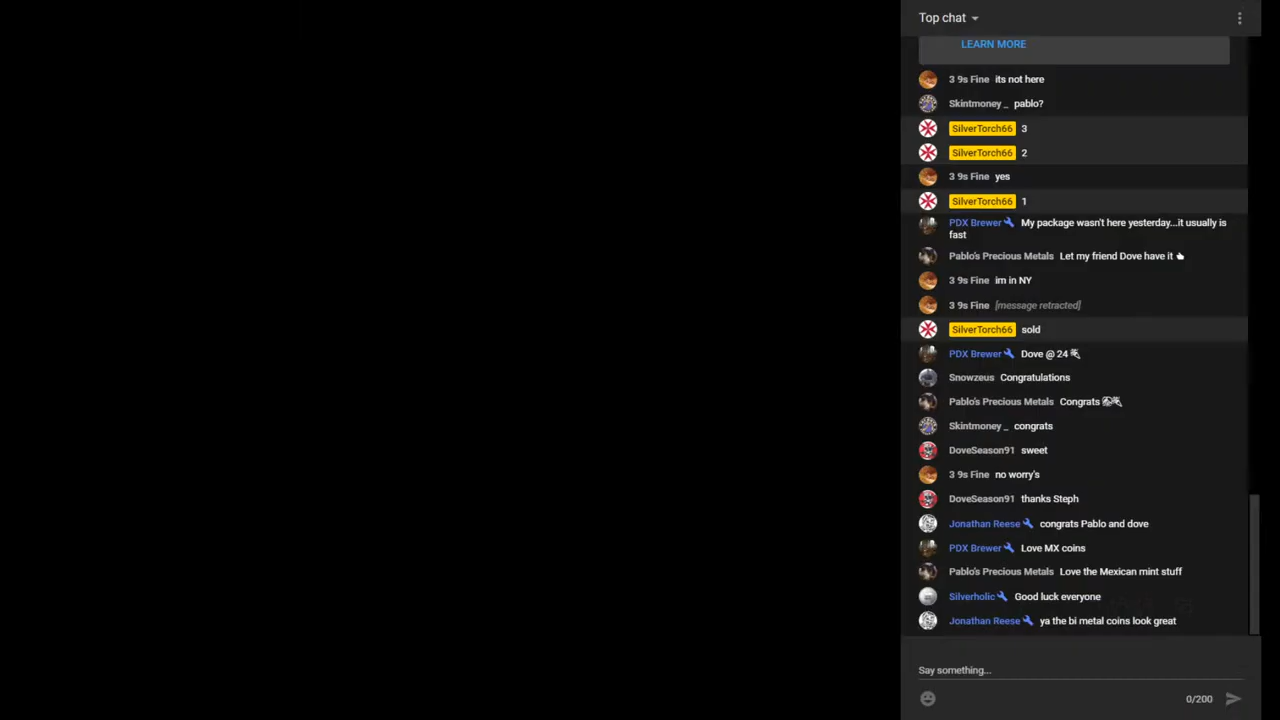 Top chat
LEARN MORE
3 9s Fine its not here
Skintmoney _ pablo?
SilverTorch66 3
SilverTorch66 2
3 9s Fine yes
SilverTorch66 1
PDX Brewer My package wasn't here yesterday...it usually is
fast
Pablo's Precious Metals Let my friend Dove have it
3 9s Fine im in NY
3 9s Fine [message retracted]
SilverTorch66 sold
PDX Brewer Dove @ 24
Snowzeus Congratulations
Pablo's Precious Metals Congrats
Skintmoney _ congrats
DoveSeason91 sweet
3 9s Fine no worry's
DoveSeason91 thanks Steph
Jonathan Reese congrats Pablo and dove
PDX Brewer Love MX coins
Pablo's Precious Metals Love the Mexican mint stuff
Silverholic Good luck everyone
Jonathan Reese ya the bi metal coins look great
Say something...
0/200